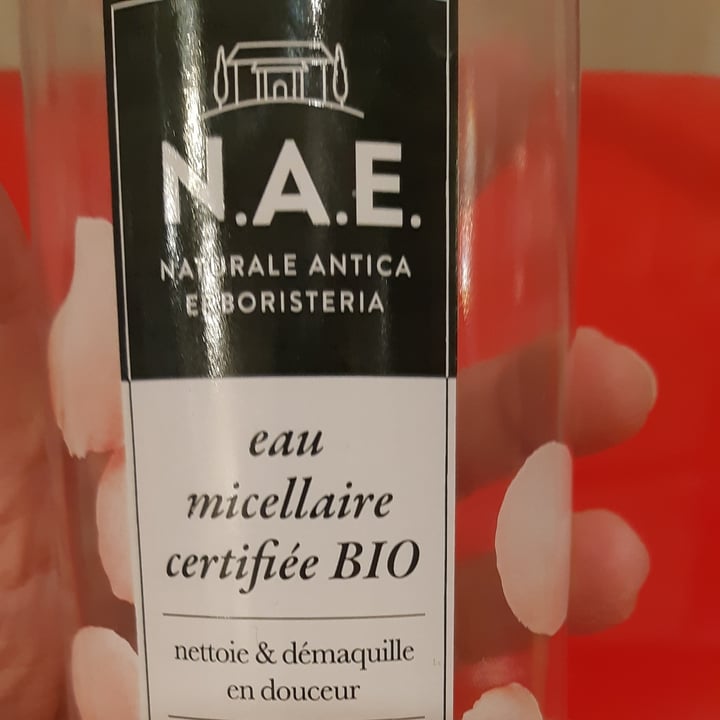 N.A.E.
NATURALE ANTICA
ERBORISTERIA
eau
micellaire
certifiée BIO
nettoie & démaquille
en douceur